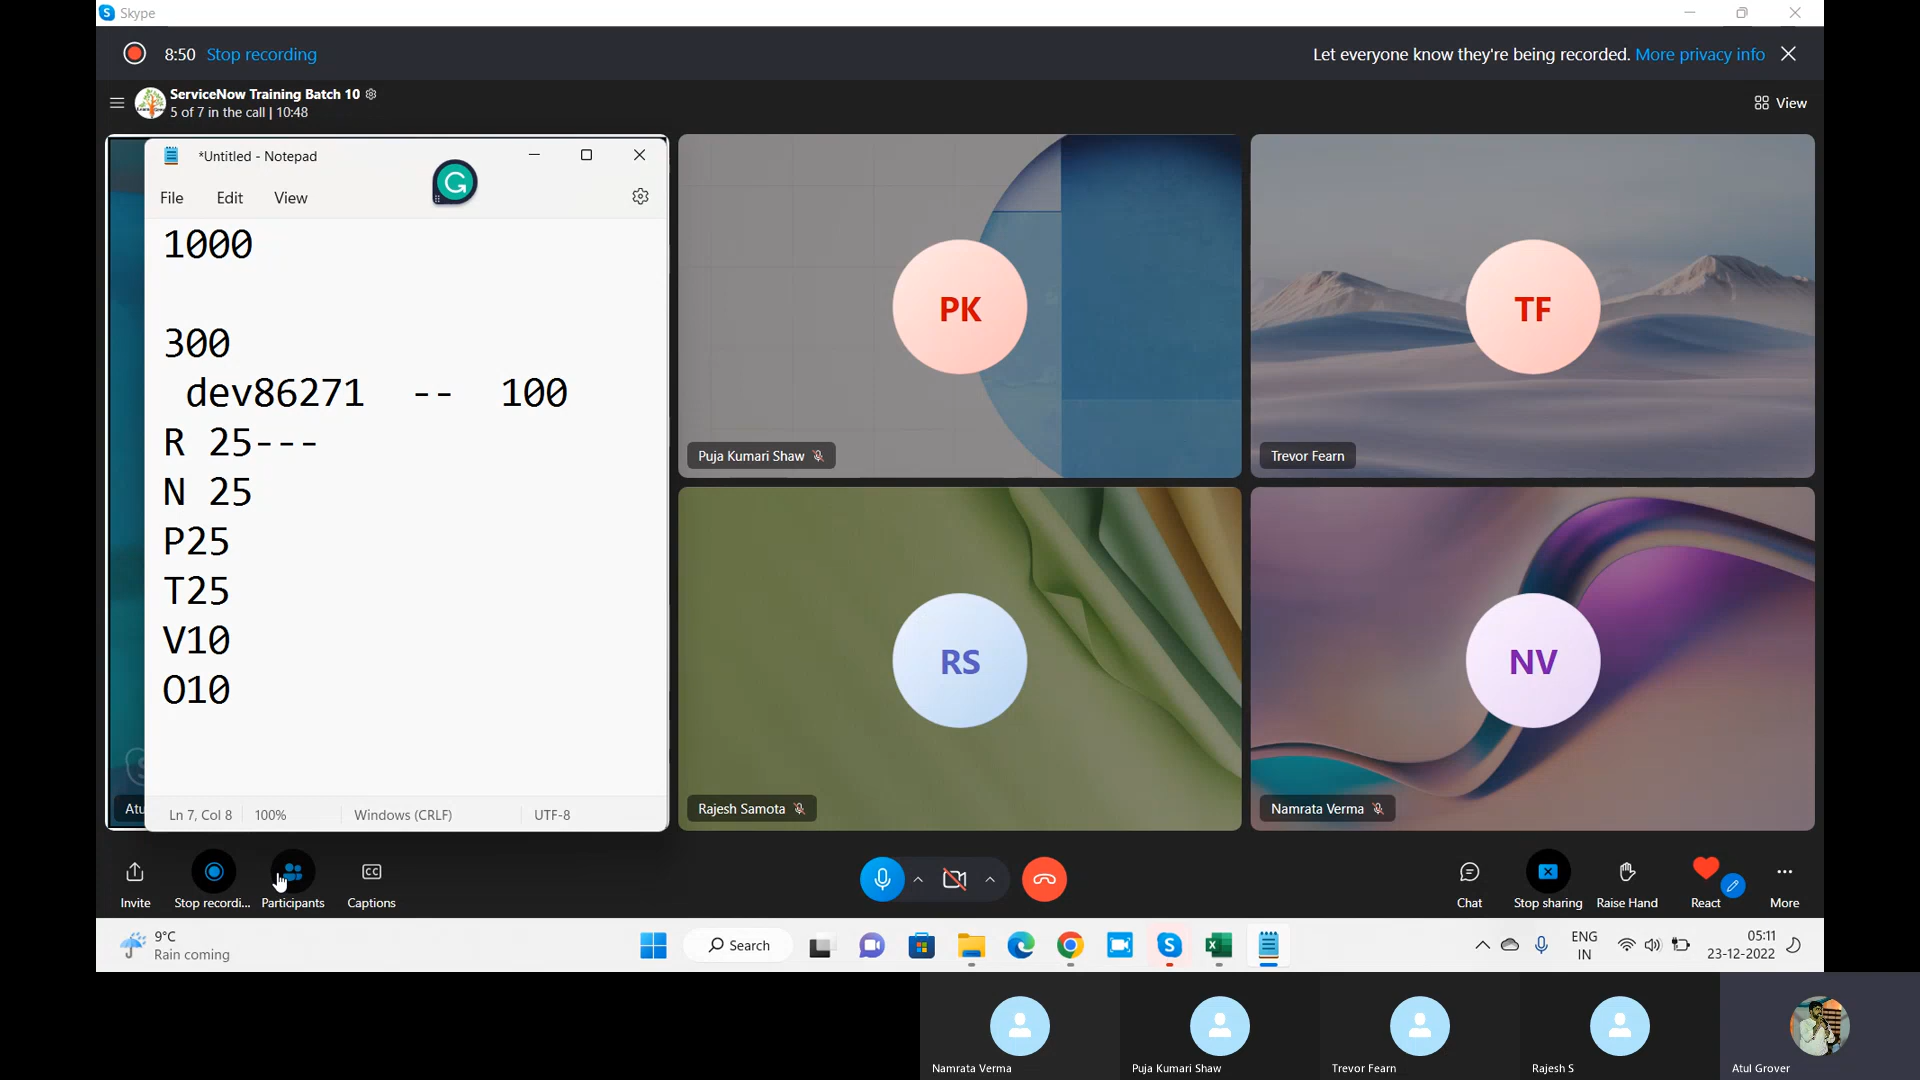 Skype
8:50 Stop recording
Let everyone know they're being recorded. More privacy info
ServiceNow Training Batch 10
5 of 7 in the call | 10:48
View
*Untitled - Notepad
G
File Edit View
1000
300
dev86271 -- 100
R 25---
N 25
P25
T25
V10
O10
Ln 7, Col 8 100% Windows (CRLF) UTF-8
Atu
PK
Puja Kumari Shaw
TF
Trevor Fearn
RS
Rajesh Samota
NV
Namrata Verma
Invite
Stop recordi...
Participants
CC
Captions
Chat
Stop sharing
Raise Hand
React
More
9°C
Rain coming
Search
ENG
IN
05:11
23-12-2022
Namrata Verma
Puja Kumari Shaw
Trevor Fearn
Rajesh S
Atul Grover